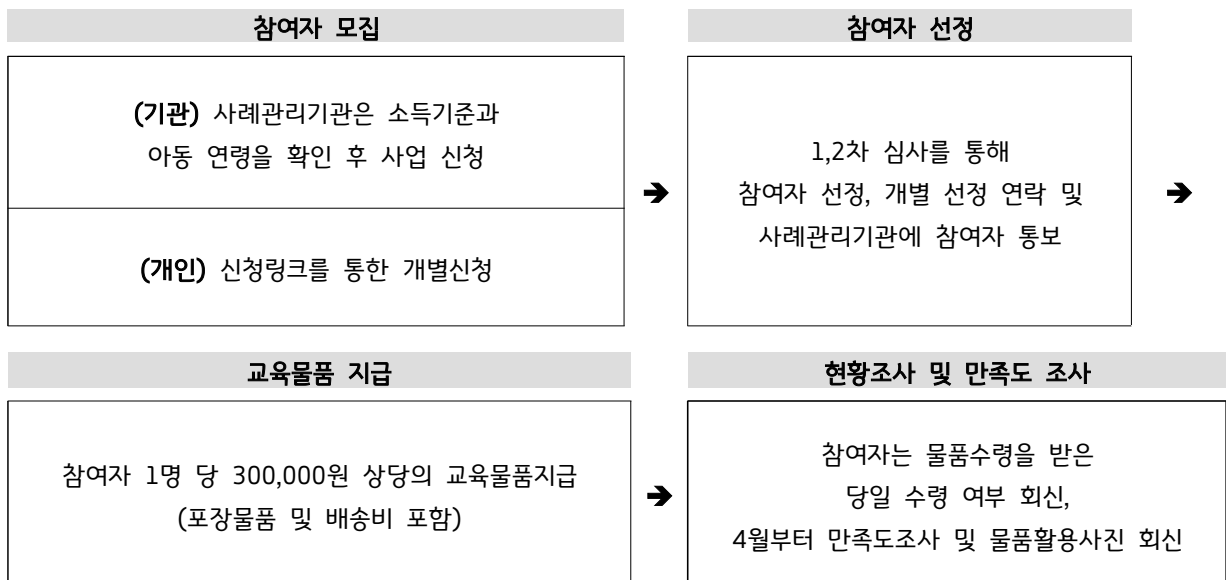 참여자 모집
(기관) 사례관리기관은 소득기준과
아동 연령을 확인 후 사업 신청
(개인) 신청링크를 통한 개별신청
➔
참여자 선정
1,2차 심사를 통해
참여자 선정, 개별 선정 연락 및
사례관리기관에 참여자 통보
➔
교육물품 지급
참여자 1명 당 300,000원 상당의 교육물품지급
(포장물품 및 배송비 포함)
➔
현황조사 및 만족도 조사
참여자는 물품수령을 받은
당일 수령 여부 회신,
4월부터 만족도조사 및 물품활용사진 회신